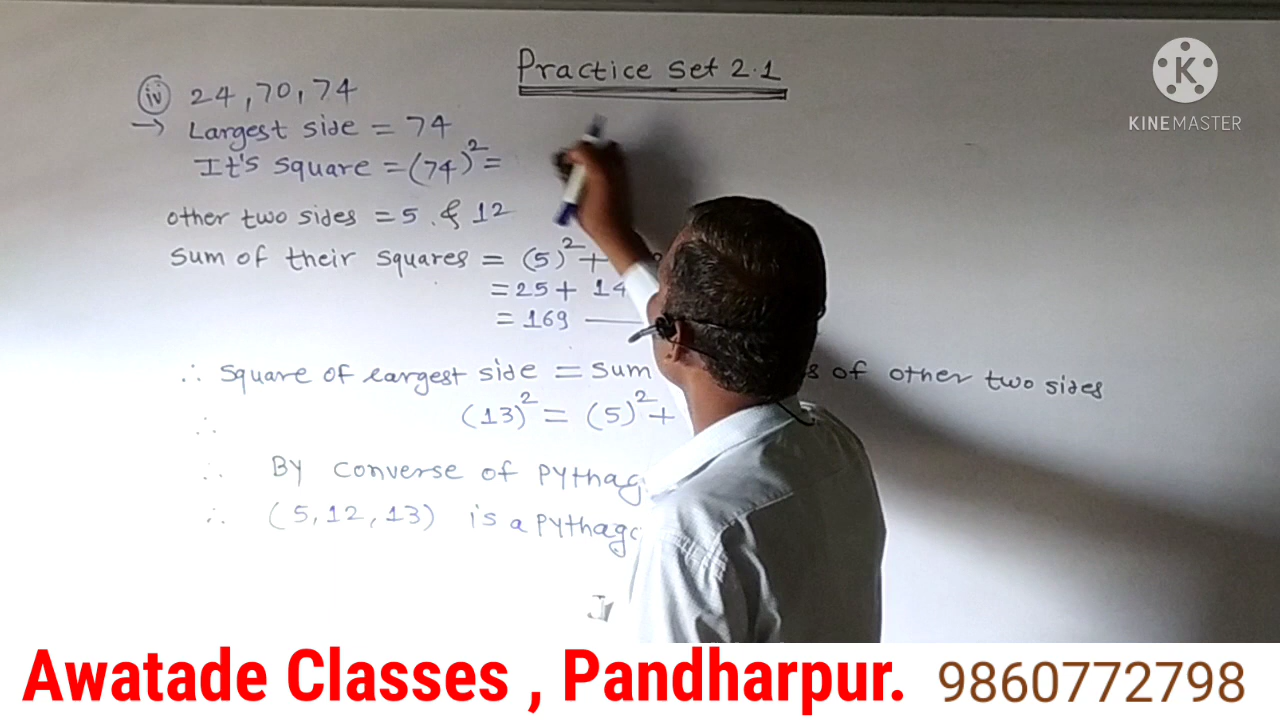 Practice Set 2.1
(iv) 24, 70, 74
→ Largest side = 74
It's square = (74)² =
other two sides = 5 & 12
Sum of their squares = (5)² +
= 25 + 14
= 169 —
∴ Square of largest side = Sum of other two sides
∴ (13)² = (5)² +
∴ By converse of Pythag
∴ (5, 12, 13) is a Pythago
KINEMASTER
Awatade Classes , Pandharpur. 9860772798